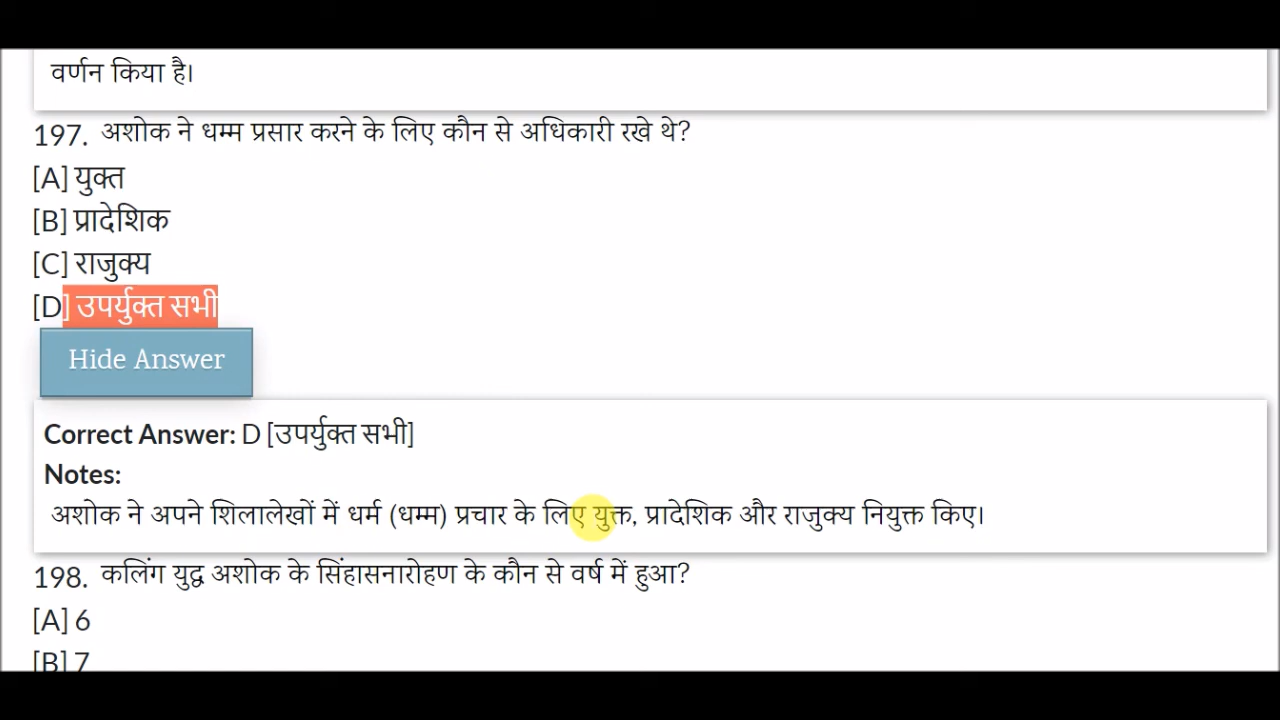 वर्णन किया है।
197. अशोक ने धम्म प्रसार करने के लिए कौन से अधिकारी रखे थे?
[A] युक्त
[B] प्रादेशिक
[C] राजुक्य
[D] उपर्युक्त सभी
Hide Answer
Correct Answer: D [उपर्युक्त सभी]
Notes:
अशोक ने अपने शिलालेखों में धर्म (धम्म) प्रचार के लिए युक्त, प्रादेशिक और राजुक्य नियुक्त किए।
198. कलिंग युद्ध अशोक के सिंहासनारोहण के कौन से वर्ष में हुआ?
[A] 6
[B] 7